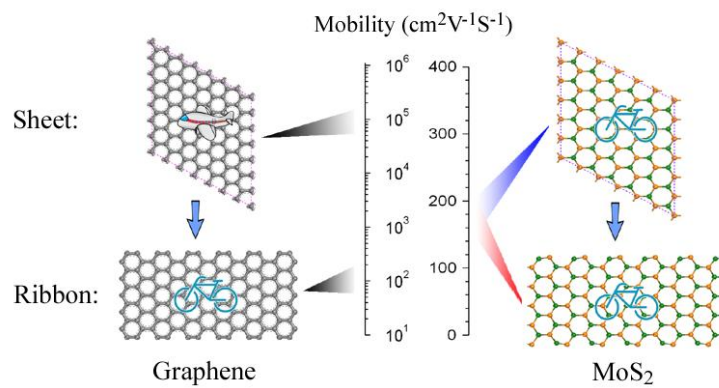 Mobility (cm²V⁻¹S⁻¹)
Sheet:
10⁶
10⁵
10⁴
10³
10²
10¹
400
300
200
100
0
Ribbon:
Graphene
MoS₂